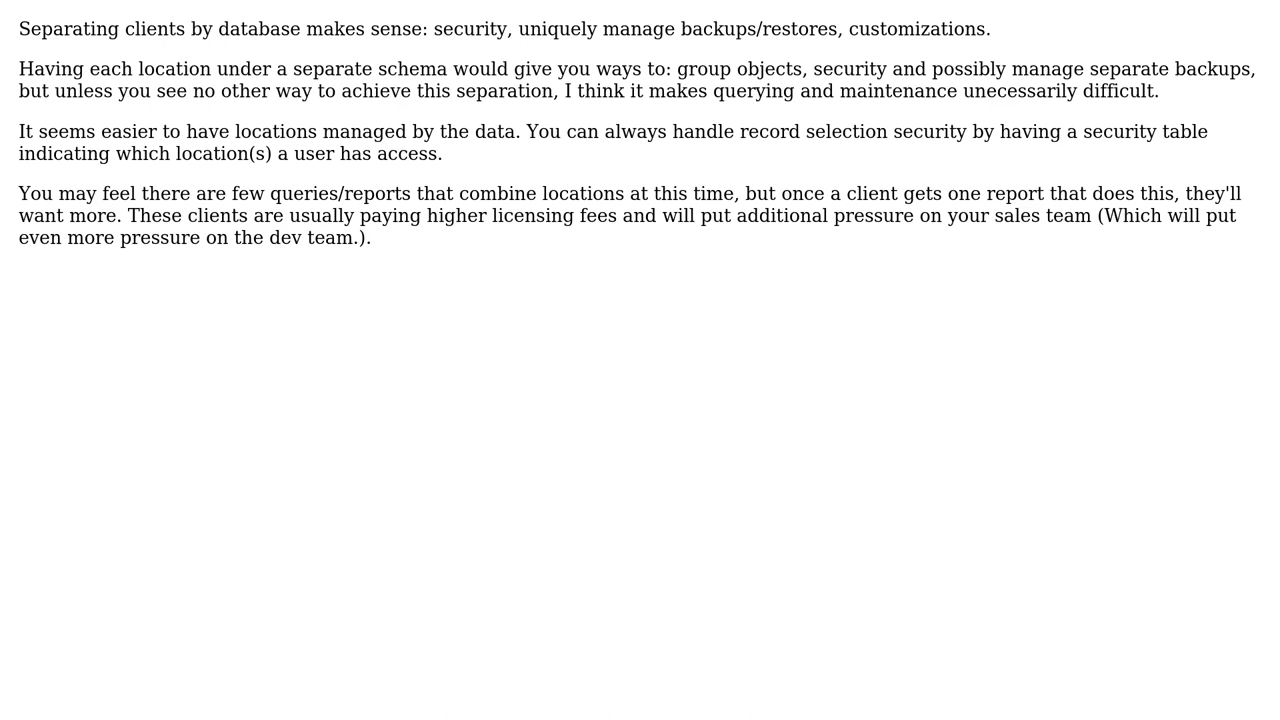 Separating clients by database makes sense: security, uniquely manage backups/restores, customizations.
Having each location under a separate schema would give you ways to: group objects, security and possibly manage separate backups,
but unless you see no other way to achieve this separation, I think it makes querying and maintenance unecessarily difficult.
It seems easier to have locations managed by the data. You can always handle record selection security by having a security table
indicating which location(s) a user has access.
You may feel there are few queries/reports that combine locations at this time, but once a client gets one report that does this, they'll
want more. These clients are usually paying higher licensing fees and will put additional pressure on your sales team (Which will put
even more pressure on the dev team.).